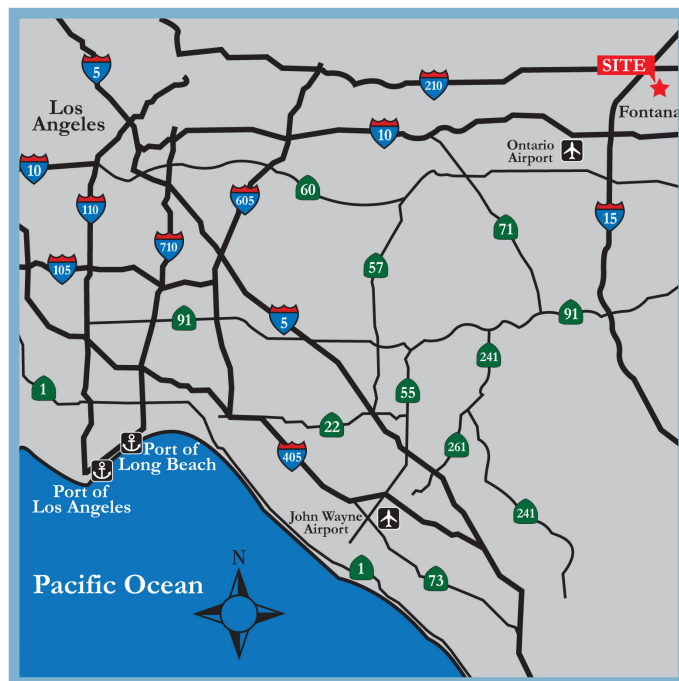 5
SITE
210
Los
Angeles
Fontana
10
Ontario
Airport
10
60
605
110
15
71
710
57
105
91
91
5
241
1
55
22
261
Port of
Long Beach
405
Port of
Los Angeles
John Wayne
Airport
241
N
1
73
Pacific Ocean